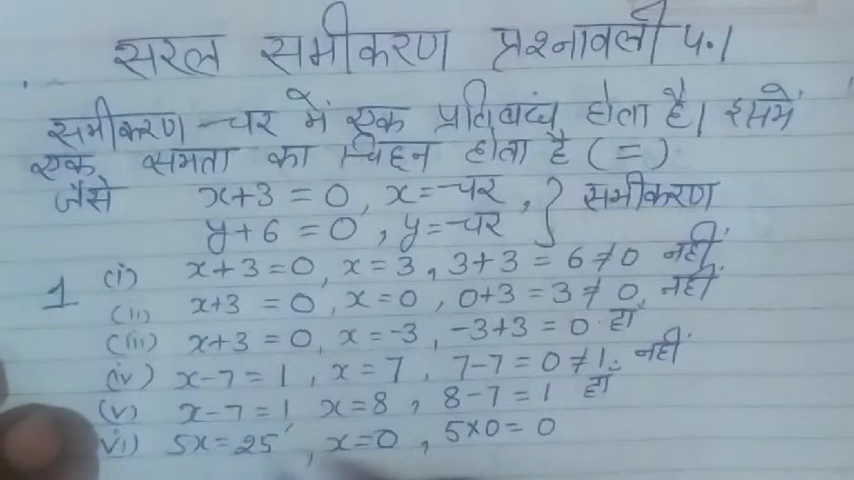 सरल समीकरण प्रश्नावली ५.1
समीकरण - चर में एक प्रतिबंध होता है। इसमें
एक समता का चिह्न होता है (=)
जैसे x+3 = 0, x = चर, } समीकरण
y+6 = 0, y = चर
1 (i) x+3=0, x = 3, 3+3 = 6 ≠ 0 नहीं
(ii) x+3 = 0, x = 0, 0+3 = 3 ≠ 0, नहीं
(iii) x+3 = 0, x = -3, -3+3 = 0. हां
(iv) x-7 = 1, x = 7, 7-7 = 0 ≠ 1. नहीं
(v) x-7 = 1, x = 8, 8-7 = 1 हां
(vi) 5x = 25, x = 0, 5×0 = 0